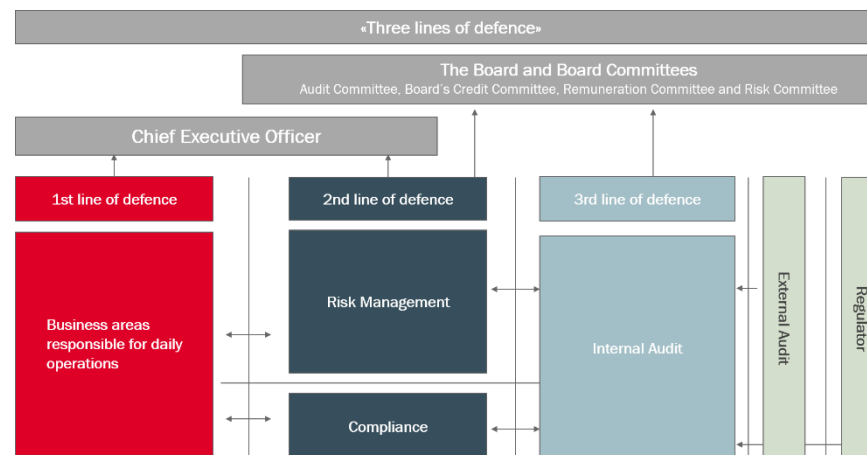 «Three lines of defence»
The Board and Board Committees
Audit Committee, Board's Credit Committee, Remuneration Committee and Risk Committee
Chief Executive Officer
1st line of defence
2nd line of defence
3rd line of defence
Business areas
responsible for daily
operations
Risk Management
Compliance
Internal Audit
External Audit
Regulator